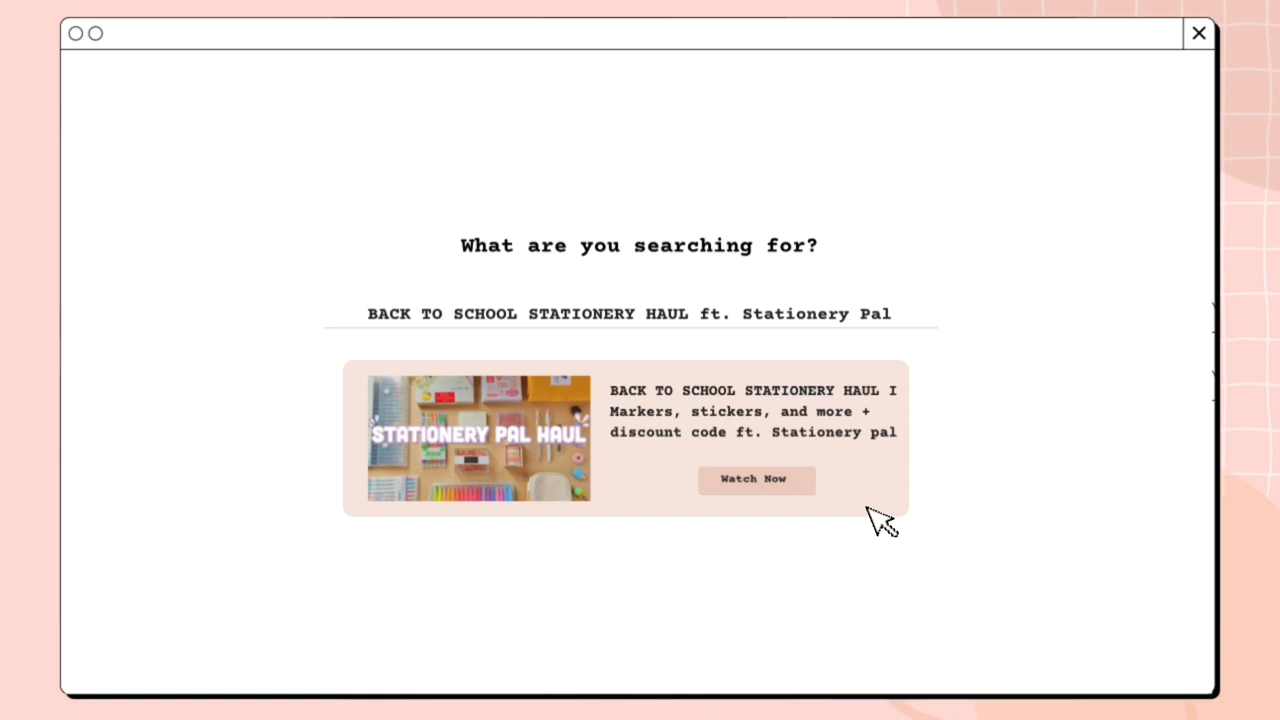 What are you searching for?
BACK TO SCHOOL STATIONERY HAUL ft. Stationery Pal
STATIONERY PAL HAUL
BACK TO SCHOOL STATIONERY HAUL I
Markers, stickers, and more +
discount code ft. Stationery pal
Watch Now